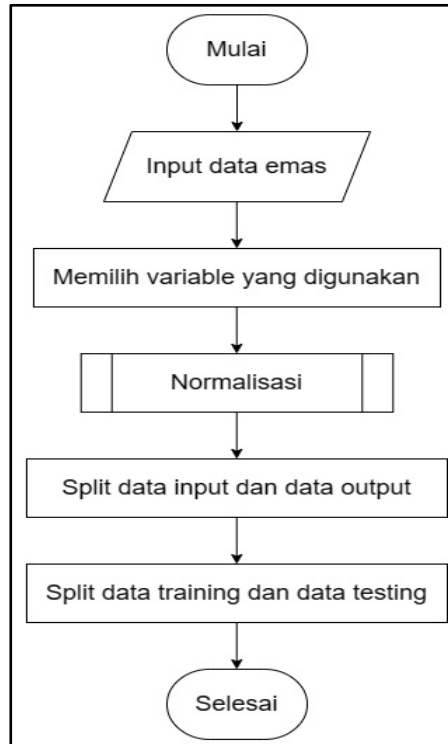 Mulai
Input data emas
Memilih variable yang digunakan
Normalisasi
Split data input dan data output
Split data training dan data testing
Selesai